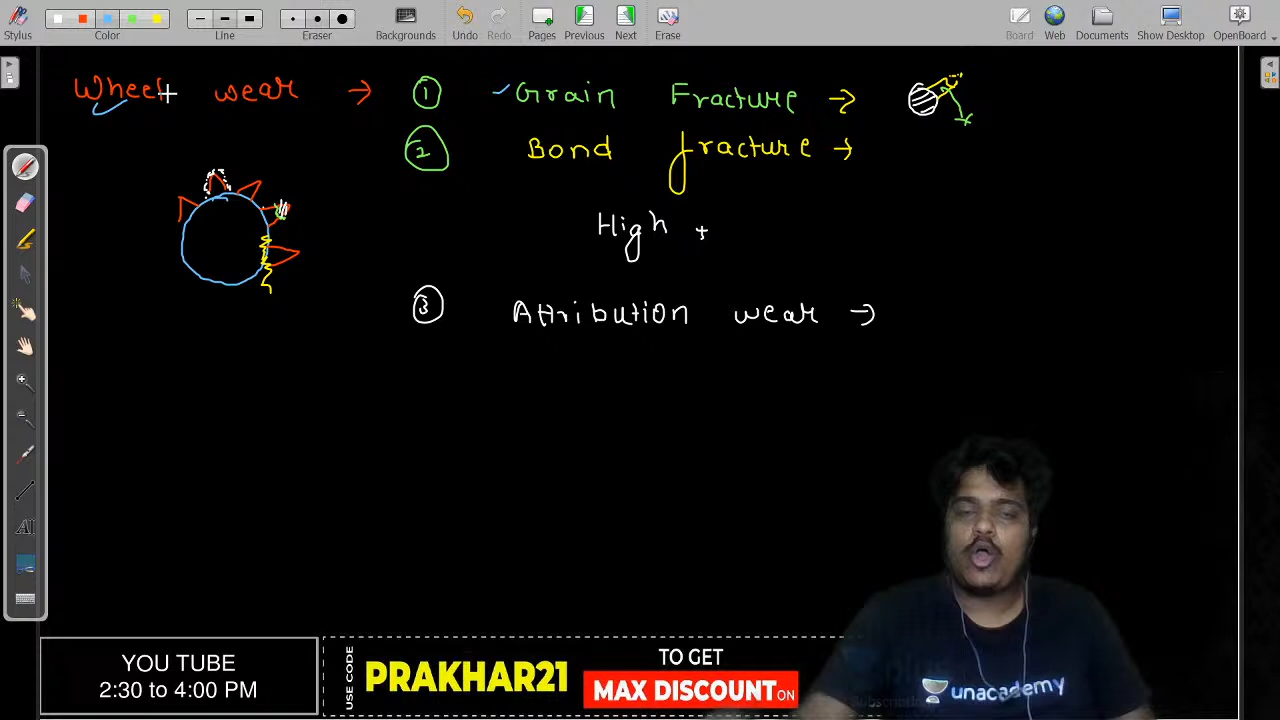 Stylus
Color
Line
Eraser
Backgrounds
Undo
Redo
Pages
Previous
Next
Erase
Board
Web
Documents
Show Desktop
OpenBoard
Wheel wear → ① Grain Fracture →
② Bond fracture →
High +
③ Attribution wear →
YOU TUBE
2:30 to 4:00 PM
USE CODE
PRAKHAR21
TO GET
MAX DISCOUNT ON
unacademy